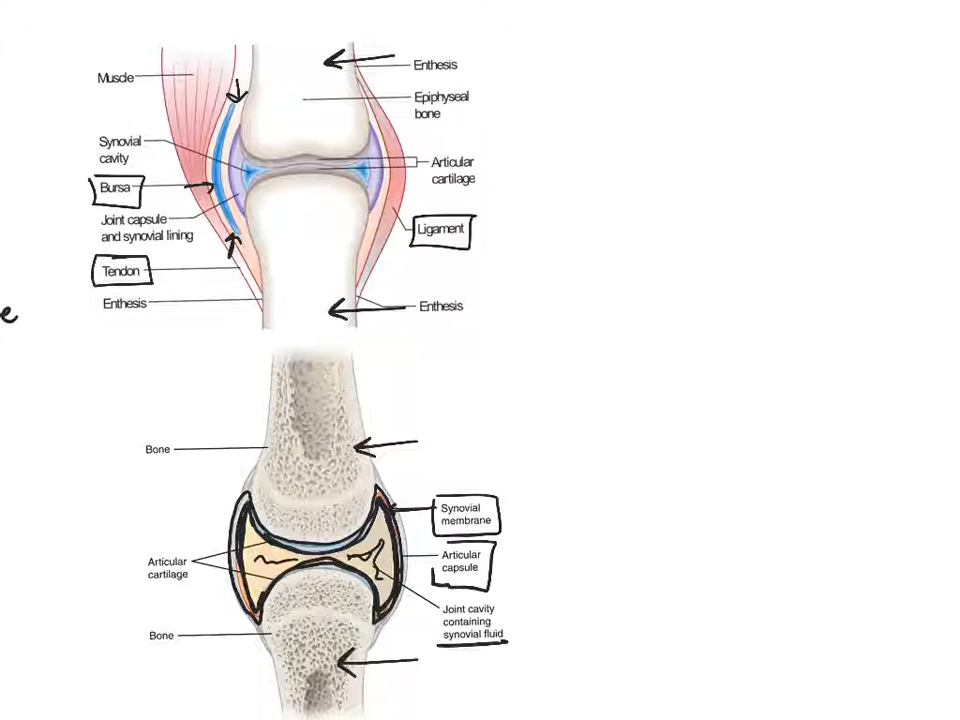 Muscle
Enthesis
Epiphyseal
bone
Synovial
cavity
Articular
cartilage
Bursa
Joint capsule
and synovial lining
Ligament
Tendon
Enthesis
Enthesis
e
Bone
Synovial
membrane
Articular
capsule
Articular
cartilage
Joint cavity
containing
synovial fluid
Bone